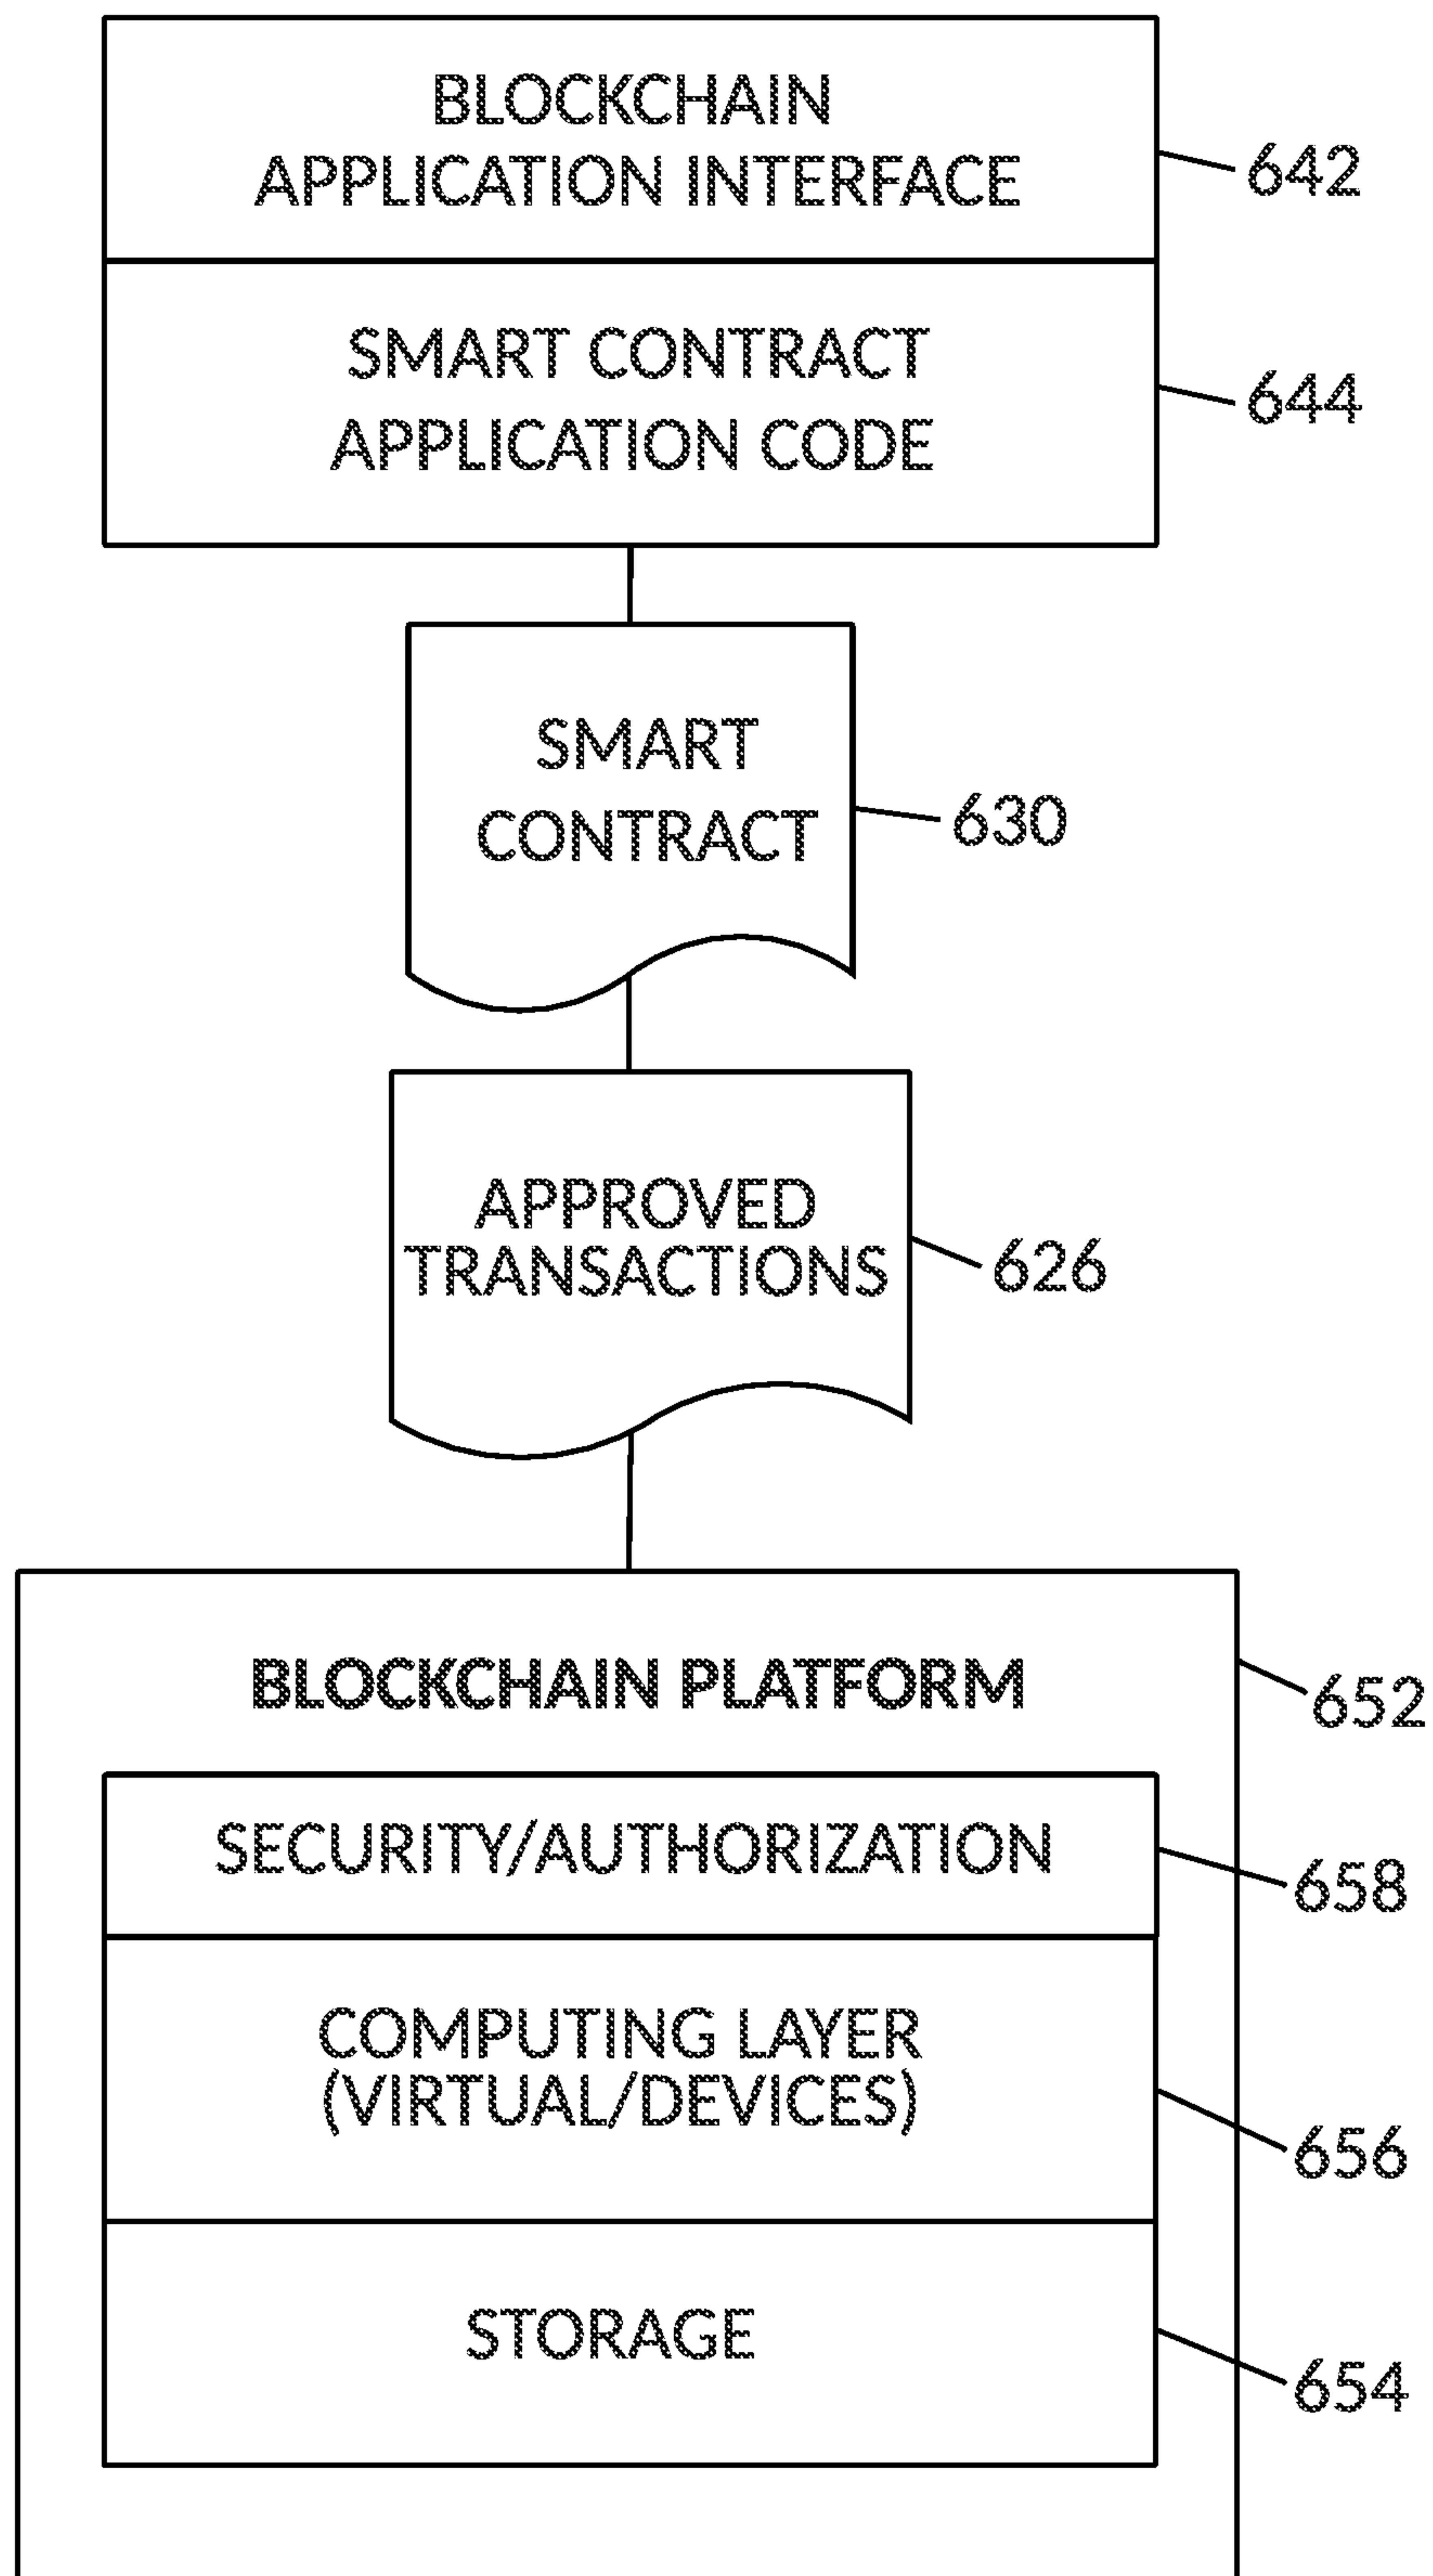 BLOCKCHAIN
APPLICATION INTERFACE
642
SMART CONTRACT
APPLICATION CODE
644
SMART
CONTRACT
630
APPROVED
TRANSACTIONS
626
BLOCKCHAIN PLATFORM
652
SECURITY/AUTHORIZATION
658
COMPUTING LAYER
(VIRTUAL/DEVICES)
656
STORAGE
654